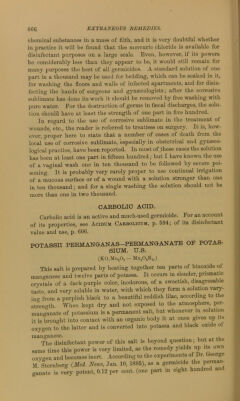 666 EXTRANEOUS REMEDIES.
chemical substances in a mass of filth, and it is very doubtful whether
in practice it will be found that the mercuric chloride is available for
disinfectant purposes on a large scale. Even, however, if its powers
be considerably less than they appear to be, it would still remain for
many purposes the best of all germicides. A standard solution of one
part in a thousand may be used for bedding, which can be soaked in it,
for washing the floors and walls of infected apartments, and for disin-
fecting the hands of surgeons and gynæcologists; after the corrosive
sublimate has done its work it should be removed by free washing with
pure water. For the destruction of germs in fæcal discharges, the solu-
tion should have at least the strength of one part in five hundred.
In regard to the use of corrosive sublimate in the treatment of
wounds, etc., the reader is referred to treatises on surgery. It is, how-
ever, proper here to state that a number of cases of death from the
local use of corrosive sublimate, especially in obstetrical and gynæco-
logical practice, have been reported. In most of these cases the solution
has been at least one part in fifteen hundred; but I have known the use
of a vaginal wash one in ten thousand to be followed by severe poi-
soning. It is probably very rarely proper to use continual irrigation
of a mucous surface or of a wound with a solution stronger than one
in ten thousand; and for a single washing the solution should not be
more than one in two thousand.
CARBOLIC ACID.
Carbolic acid is an active and much-used germicide. For an account
of its properties, see ACIDUM CARBOLICUM, p. 594; of its disinfectant
value and use, p. 666.
POTASSII PERMANGANAS—PERMANGANATE OF POTAS-
SIUM. U.S.
This salt is prepared by heating together ten parts of binoxide of
manganese and twelve parts of potassa. It occurs in slender, prismatic
crystals of a dark-purple color, inodorous, of a sweetish, disagreeable
taste, and very soluble in water, with which they form a solution vary-
ing from a purplish black to a beautiful reddish lilac, according to the
strength. When kept dry and not exposed to the atmosphere, per-
manganate of potassium is a permanent salt, but whenever its solution
it is brought into contact with an organic body it at once gives up its
oxygen to the latter and is converted into potassa and black oxide of
manganese.
The disinfectant power of this salt is beyond question; but at the
same time this power is very limited, as the remedy yields up its own
oxygen and becomes inert. According to the experiments of Dr. George
M. Sternberg (Med. News, Jan. 10, 1885), as a germicide the perman-
ganate is very potent, 0.12 per cent. (one part in eight hundred and